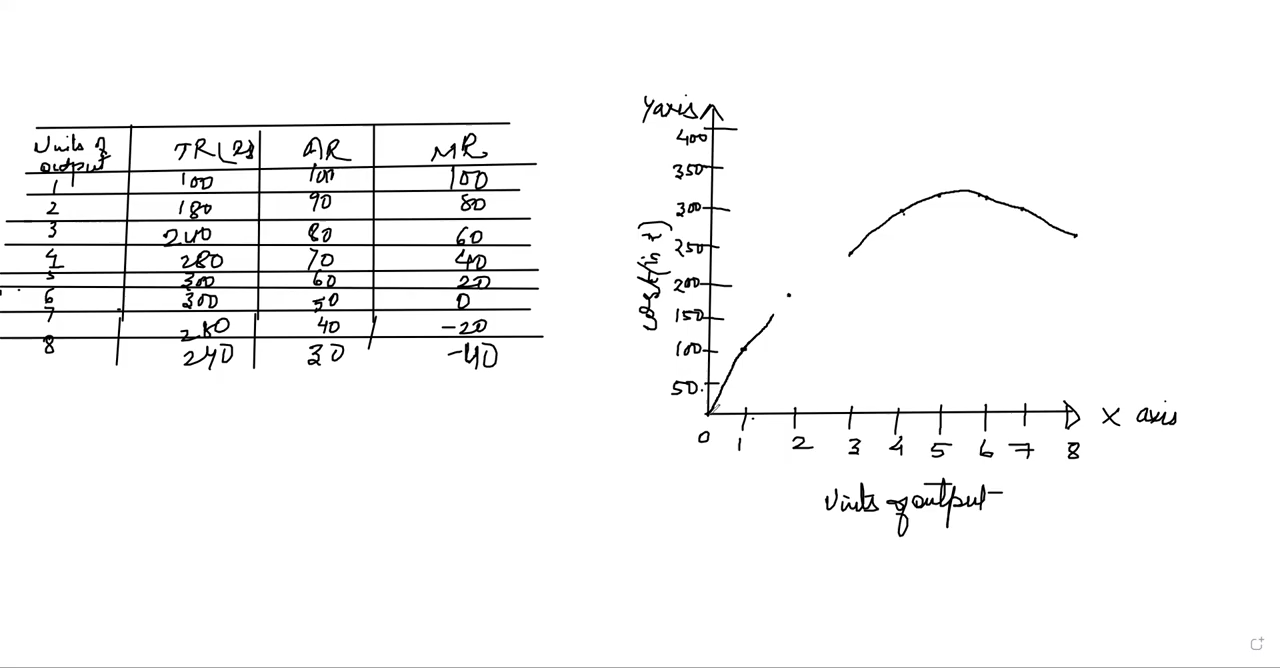 Units of output TR(Rs) AR MR
1 100 100 100
2 180 90 80
3 240 80 60
4 280 70 40
5 300 60 20
6 300 50 0
7 280 40 -20
8 240 30 -40
Y axis
400
350
300
250
200
150
100
50
cost (in ₹)
0 1 2 3 4 5 6 7 8
X axis
Units of output